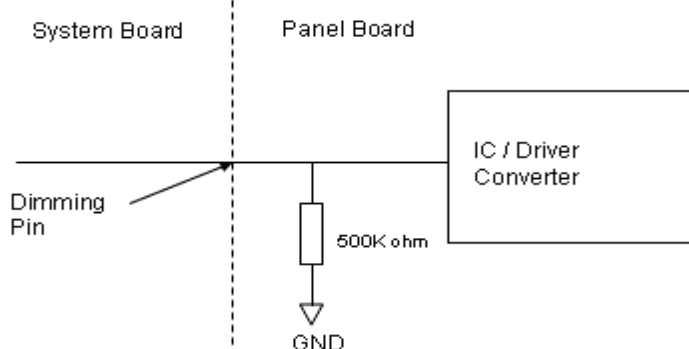 System Board
Panel Board
IC / Driver
Converter
Dimming
Pin
500K ohm
GND